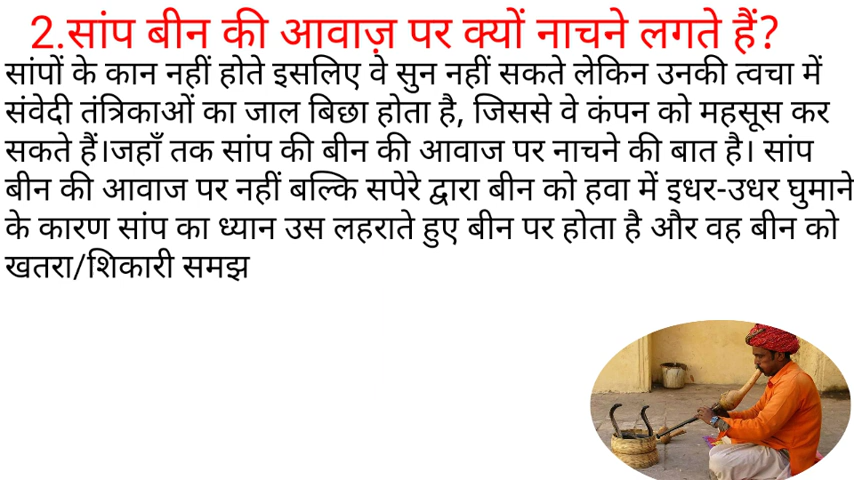 2.सांप बीन की आवाज़ पर क्यों नाचने लगते हैं?
सांपों के कान नहीं होते इसलिए वे सुन नहीं सकते लेकिन उनकी त्वचा में
संवेदी तंत्रिकाओं का जाल बिछा होता है, जिससे वे कंपन को महसूस कर
सकते हैं।जहाँ तक सांप की बीन की आवाज पर नाचने की बात है। सांप
बीन की आवाज पर नहीं बल्कि सपेरे द्वारा बीन को हवा में इधर-उधर घुमाने
के कारण सांप का ध्यान उस लहराते हुए बीन पर होता है और वह बीन को
खतरा/शिकारी समझ